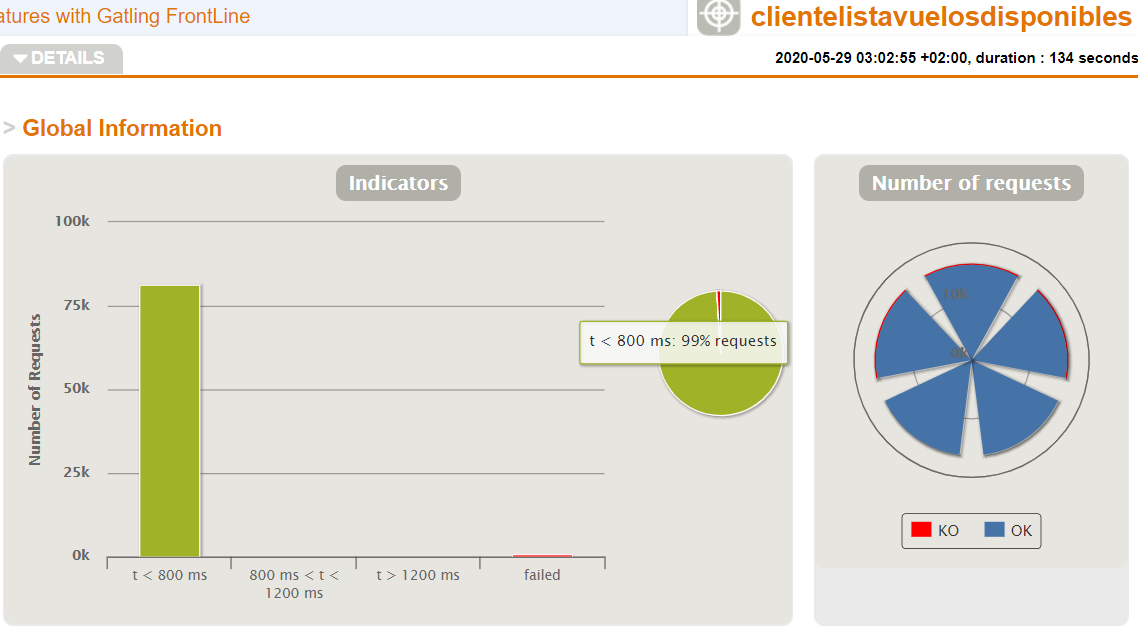 atures with Gatling FrontLine
clientelistavuelosdisponibles
DETAILS
2020-05-29 03:02:55 +02:00, duration : 134 seconds
> Global Information
Indicators
Number of Requests
100k
75k
50k
25k
0k
t < 800 ms
800 ms < t <
1200 ms
t > 1200 ms
failed
t < 800 ms: 99% requests
Number of requests
10k
0k
KO
OK